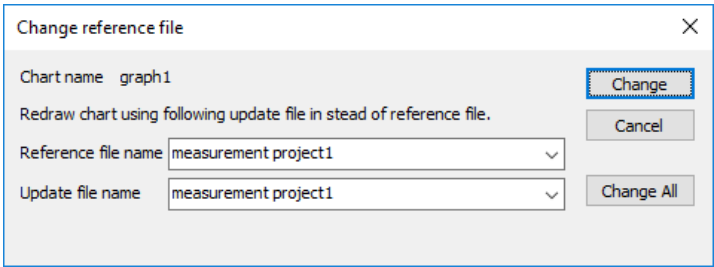 Change reference file
Chart name graph1
Change
Redraw chart using following update file in stead of reference file.
Cancel
Reference file name measurement project1
Update file name measurement project1
Change All